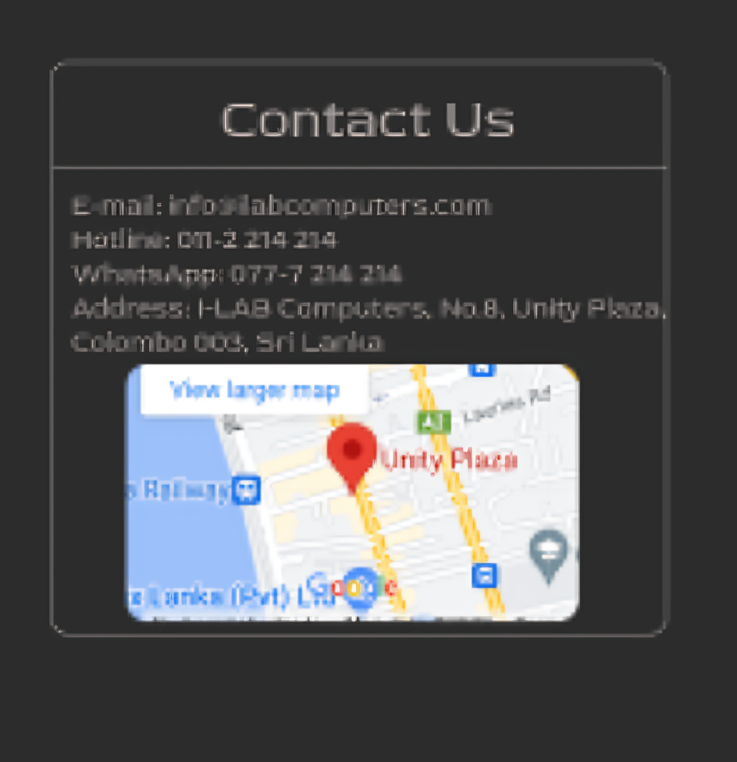 Contact Us
E-mail: info@ilabcomputers.com
Hotline: 011-2 214 214
WhatsApp: 077-7 214 214
Address: I-LAB Computers, No.8, Unity Plaza,
Colombo 003, Sri Lanka
View larger map
A2
Lauries Rd
Unity Plaza
s Railway
Lanka (Pvt) Ltd
Google